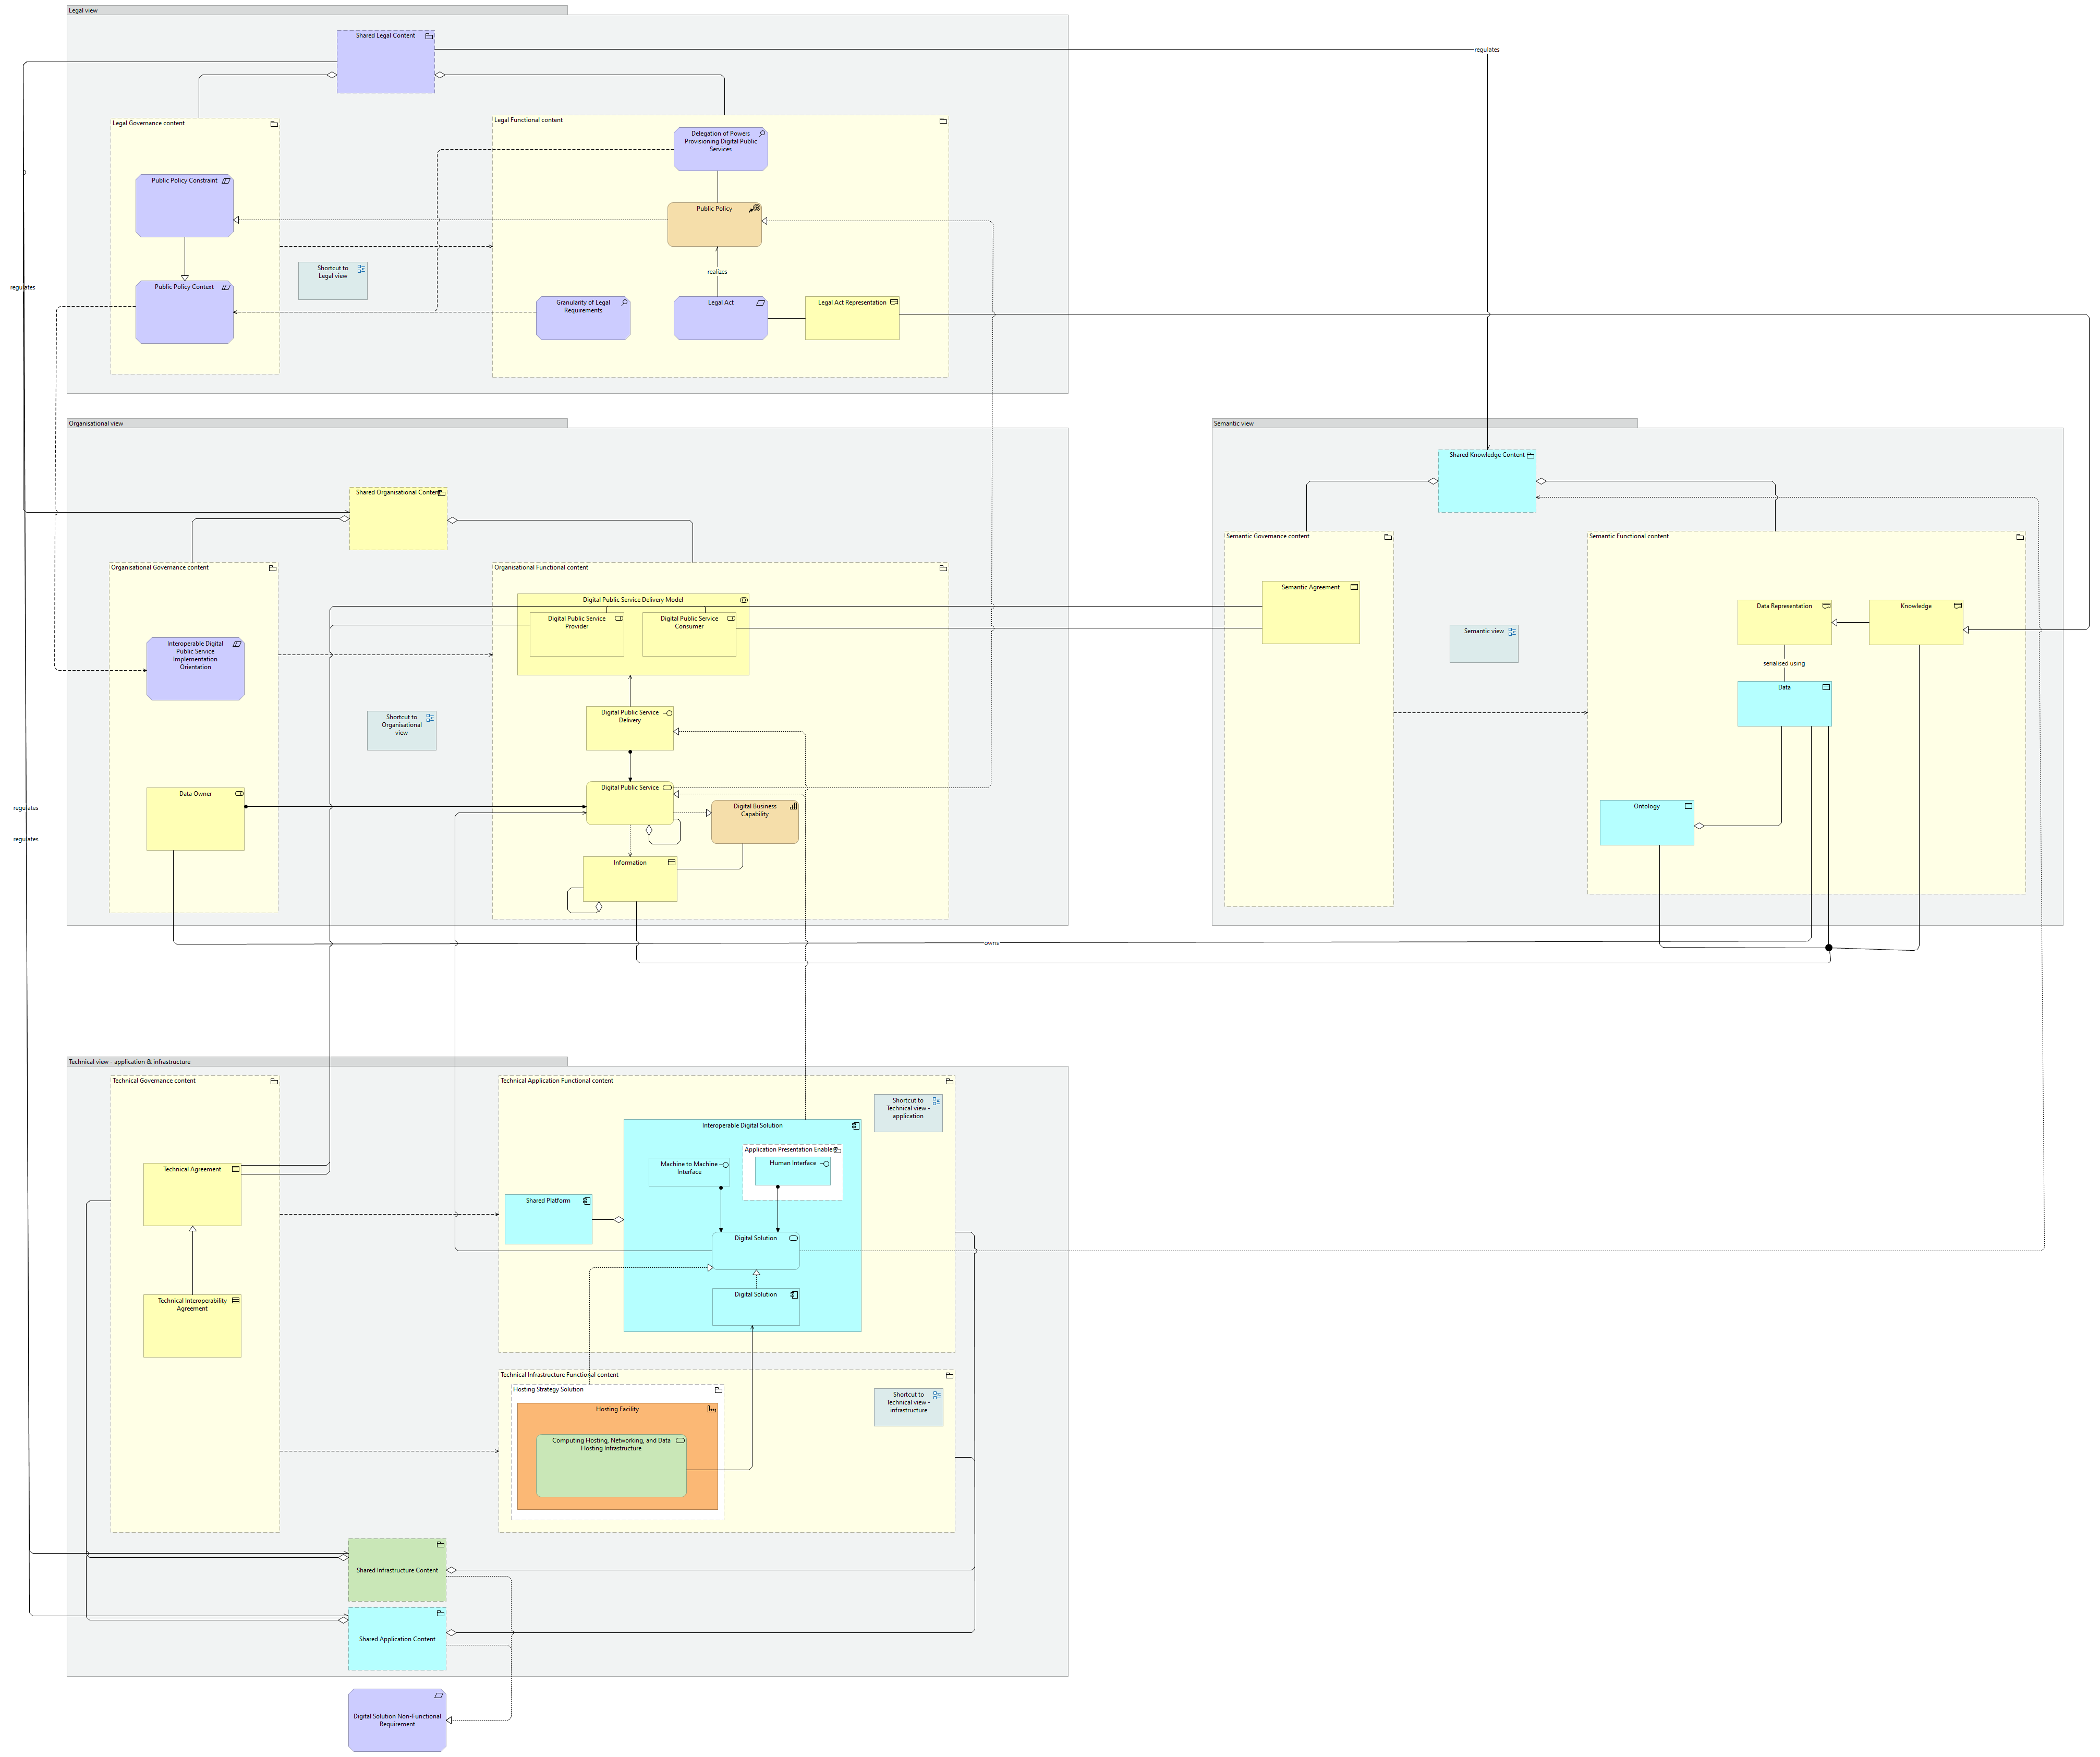 Legal view
Shared Legal Content
regulates
Legal Governance content
Legal Functional content
Delegation of Powers
Provisioning Digital Public
Services
Public Policy Constraint
Public Policy
Shortcut to
Legal view
realizes
regulates
Public Policy Context
Granularity of Legal
Requirements
Legal Act
Legal Act Representation
Organisational view
Shared Organisational Content
Organisational Governance content
Organisational Functional content
Digital Public Service Delivery Model
Digital Public Service
Provider
Digital Public Service
Consumer
Interoperable Digital
Public Service
Implementation
Orientation
Shortcut to
Organisational
view
Digital Public Service
Delivery
Data Owner
Digital Public Service
Digital Business
Capability
Information
regulates
regulates
Semantic view
Shared Knowledge Content
Semantic Governance content
Semantic Functional content
Semantic Agreement
Semantic view
Data Representation
Knowledge
serialised using
Data
Ontology
owns
Technical view - application & infrastructure
Technical Governance content
Technical Application Functional content
Shortcut to
Technical view -
application
Interoperable Digital Solution
Application Presentation Enabler
Machine to Machine
Interface
Human Interface
Technical Agreement
Shared Platform
Digital Solution
Digital Solution
Technical Interoperability
Agreement
Technical Infrastructure Functional content
Hosting Strategy Solution
Shortcut to
Technical view -
infrastructure
Hosting Facility
Computing Hosting, Networking, and Data
Hosting Infrastructure
Shared Infrastructure Content
Shared Application Content
Digital Solution Non-Functional
Requirement